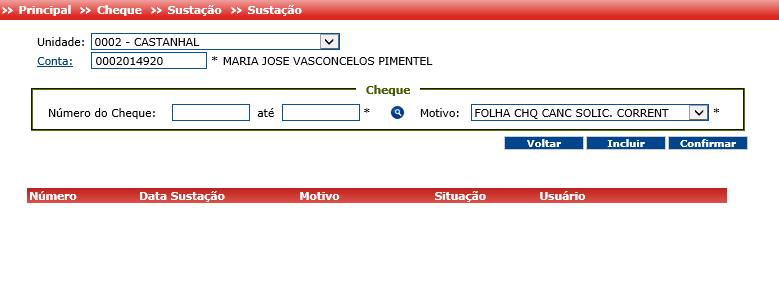 >> Principal >> Cheque >> Sustação >> Sustação
Unidade: 0002 - CASTANHAL
Conta: 0002014920 * MARIA JOSE VASCONCELOS PIMENTEL
Cheque
Número do Cheque: até * Motivo: FOLHA CHQ CANC SOLIC. CORRENT *
Voltar Incluir Confirmar
Número Data Sustação Motivo Situação Usuário